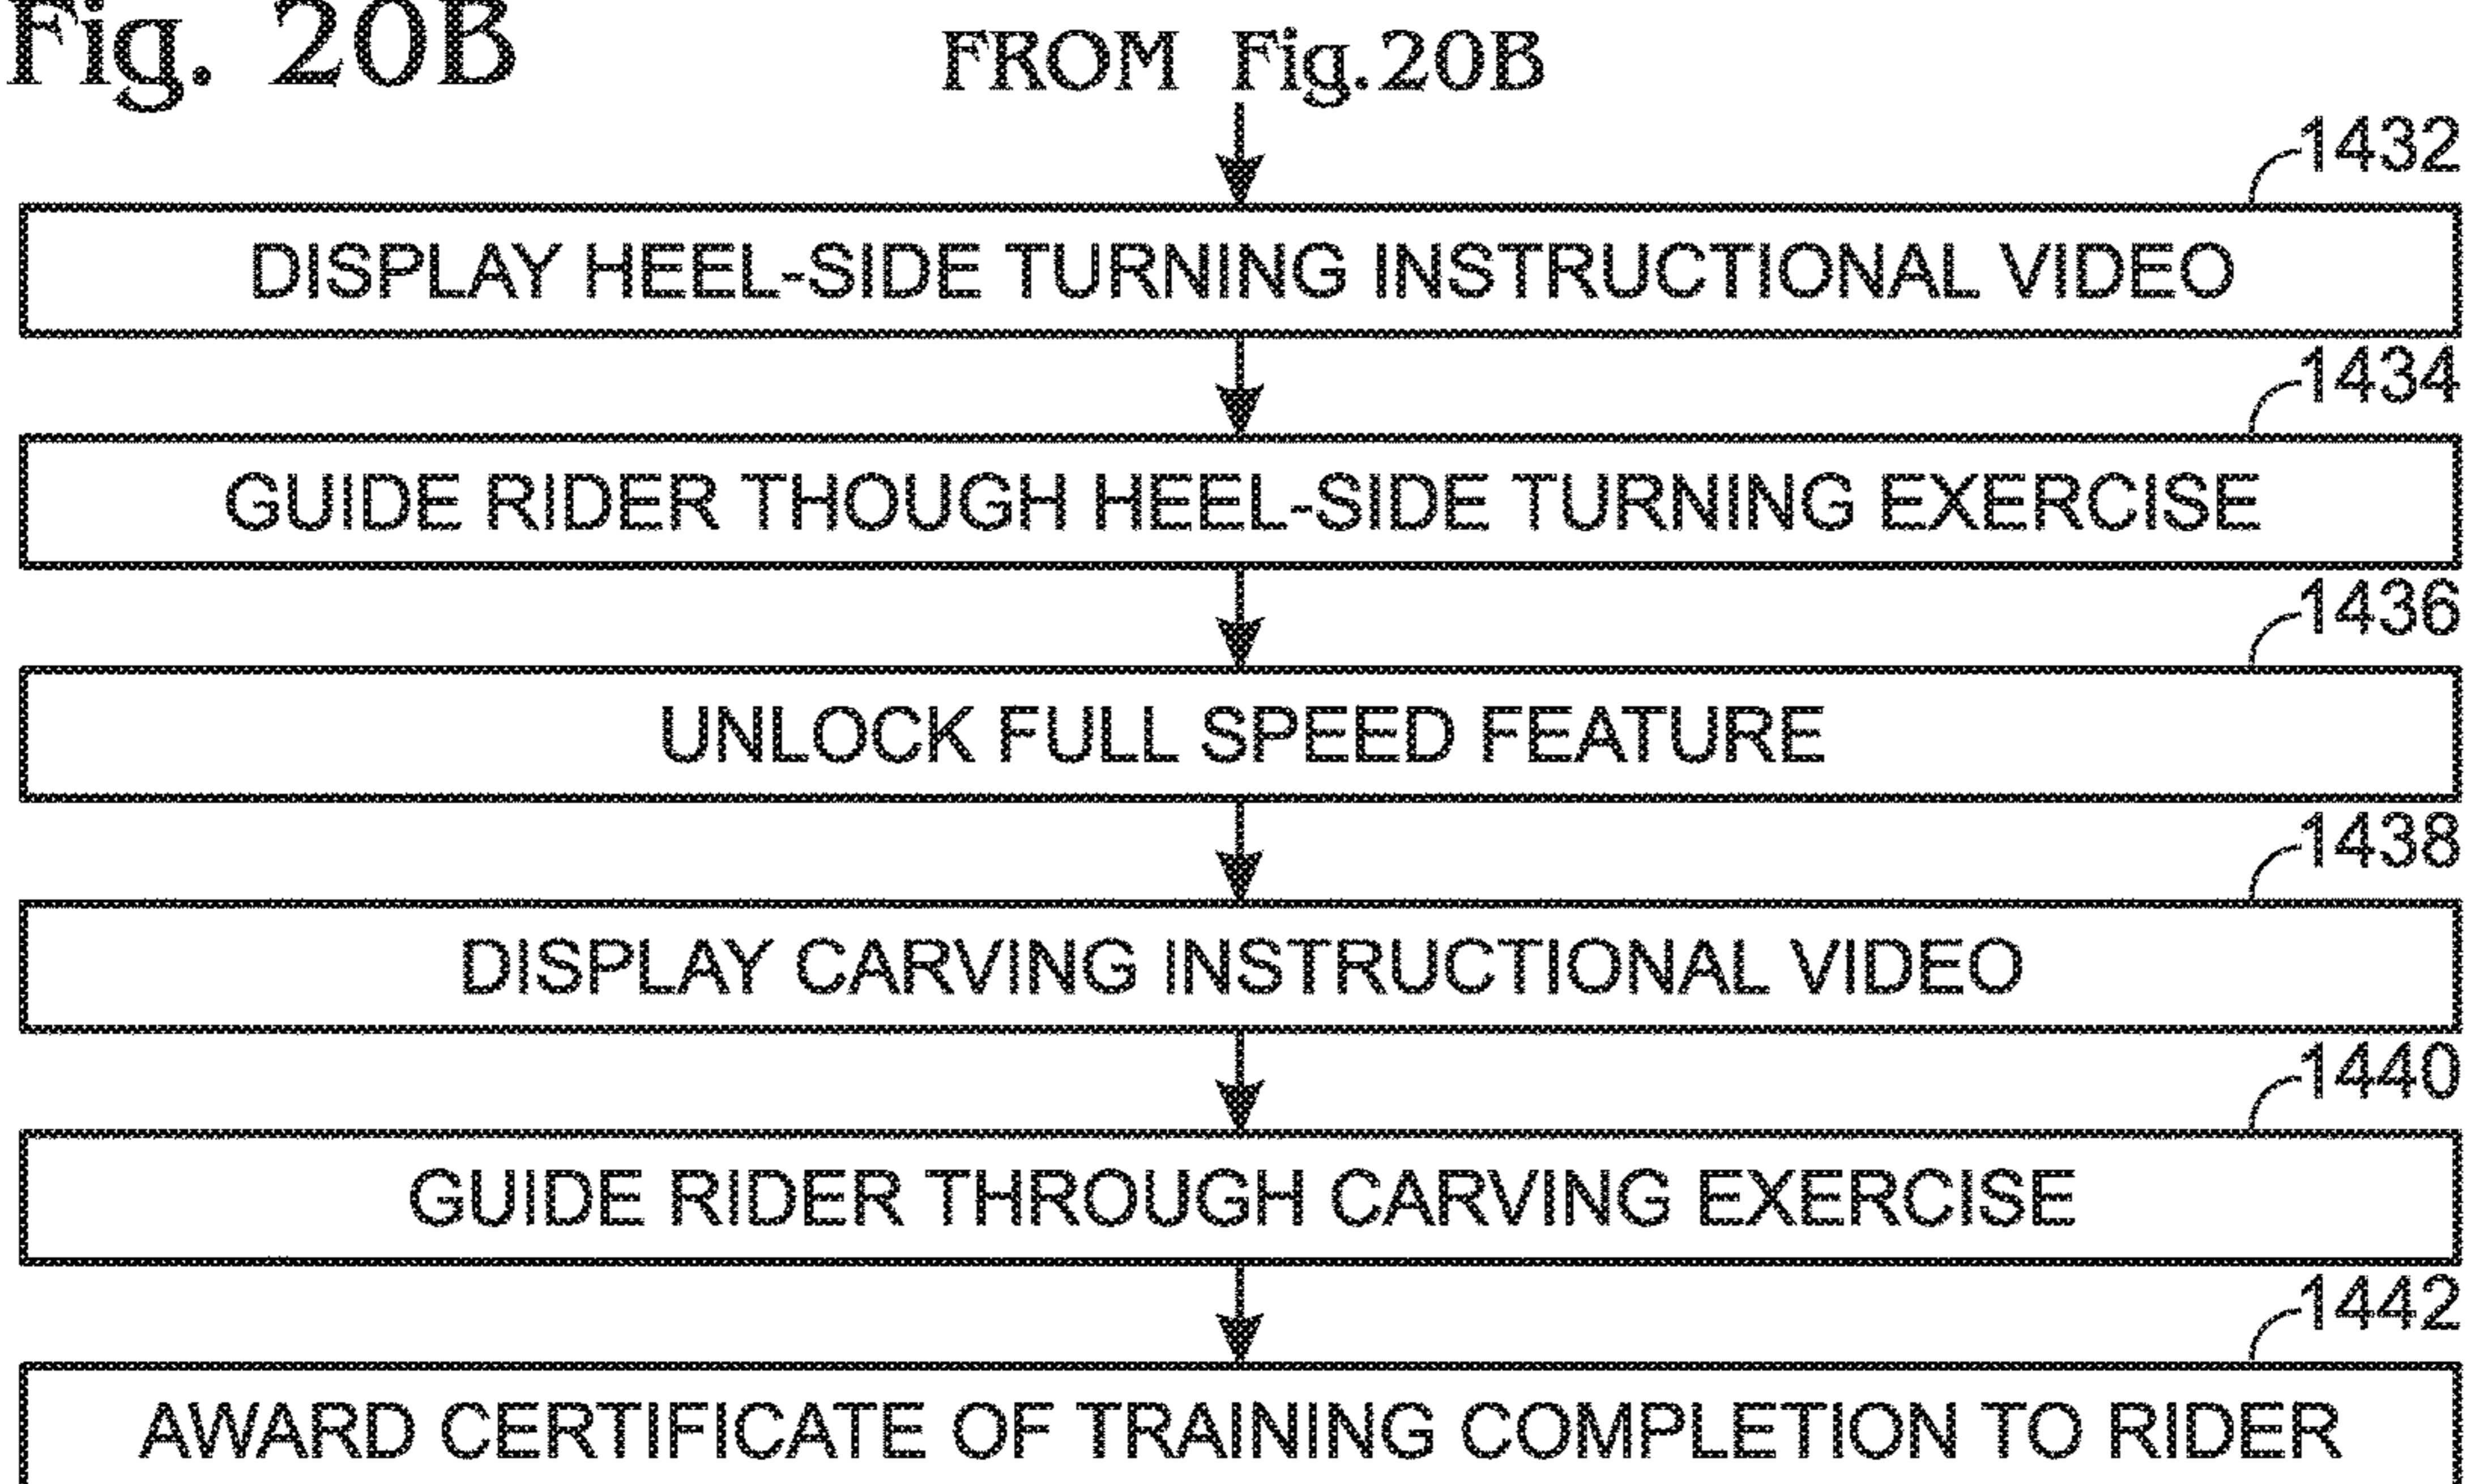 Fig. 20B
FROM Fig.20B
1432
DISPLAY HEEL-SIDE TURNING INSTRUCTIONAL VIDEO
1434
GUIDE RIDER THOUGH HEEL-SIDE TURNING EXERCISE
1436
UNLOCK FULL SPEED FEATURE
1438
DISPLAY CARVING INSTRUCTIONAL VIDEO
1440
GUIDE RIDER THROUGH CARVING EXERCISE
1442
AWARD CERTIFICATE OF TRAINING COMPLETION TO RIDER